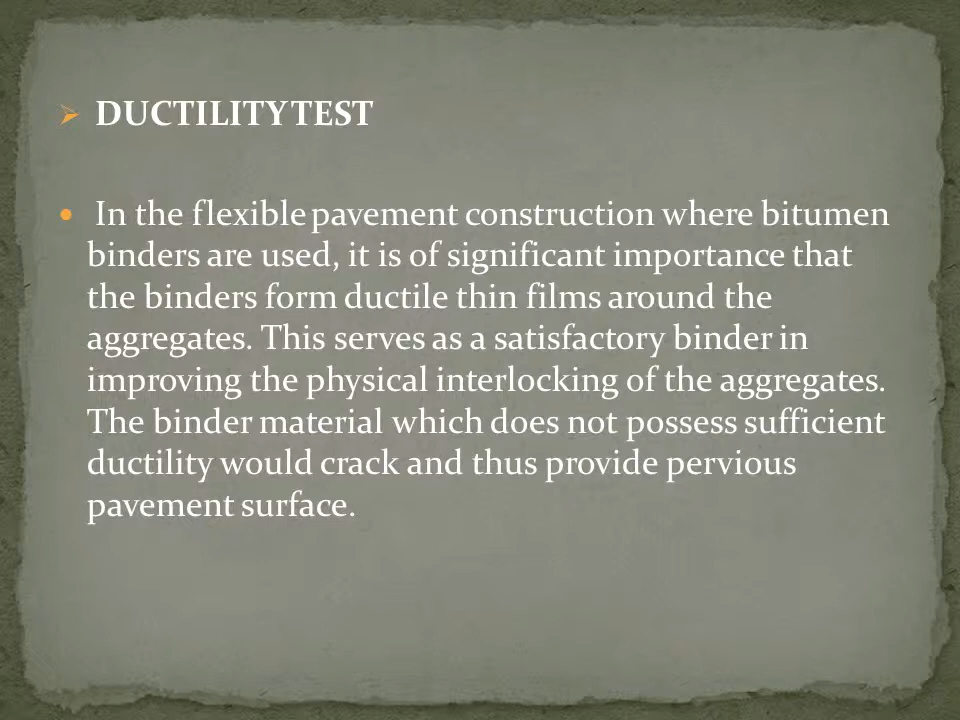 ➢ DUCTILITY TEST
• In the flexible pavement construction where bitumen
binders are used, it is of significant importance that
the binders form ductile thin films around the
aggregates. This serves as a satisfactory binder in
improving the physical interlocking of the aggregates.
The binder material which does not possess sufficient
ductility would crack and thus provide pervious
pavement surface.